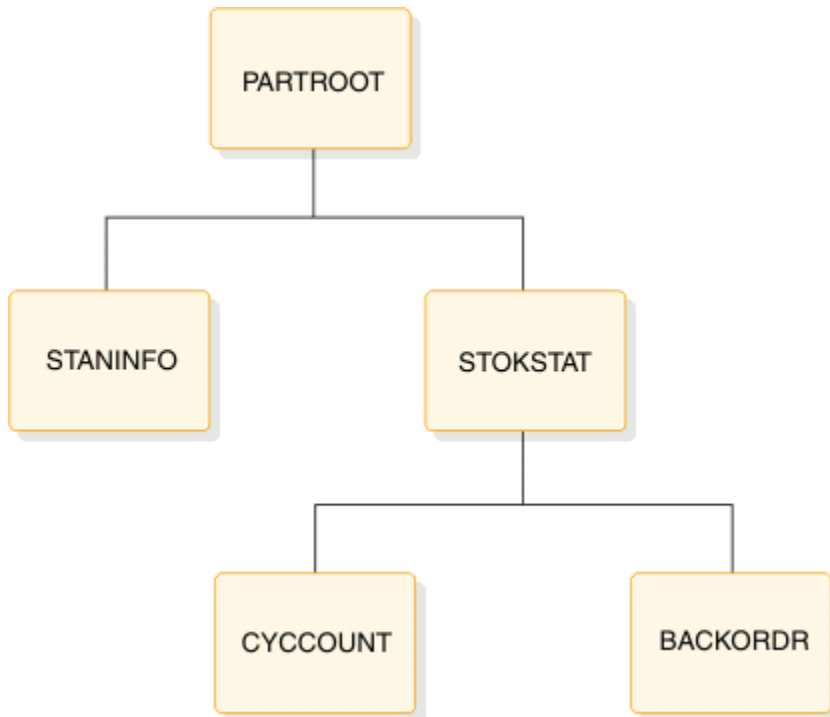 PARTROOT
STANINFO
STOKSTAT
CYCCOUNT
BACKORDR